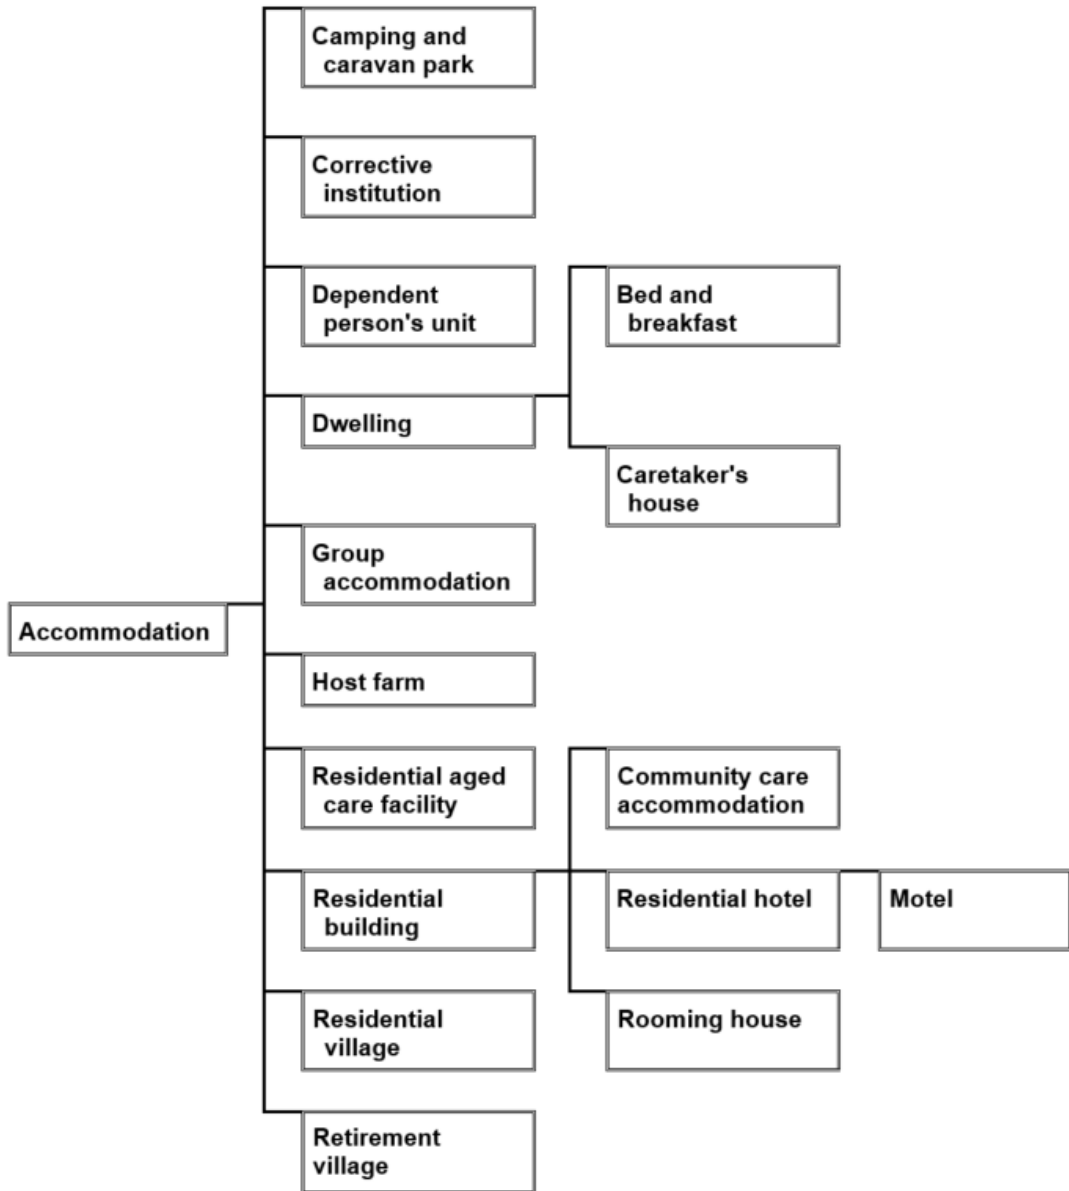 Camping and
caravan park
Corrective
institution
Dependent
person's unit
Bed and
breakfast
Dwelling
Caretaker's
house
Group
accommodation
Accommodation
Host farm
Residential aged
care facility
Community care
accommodation
Residential
building
Residential hotel
Motel
Residential
village
Rooming house
Retirement
village